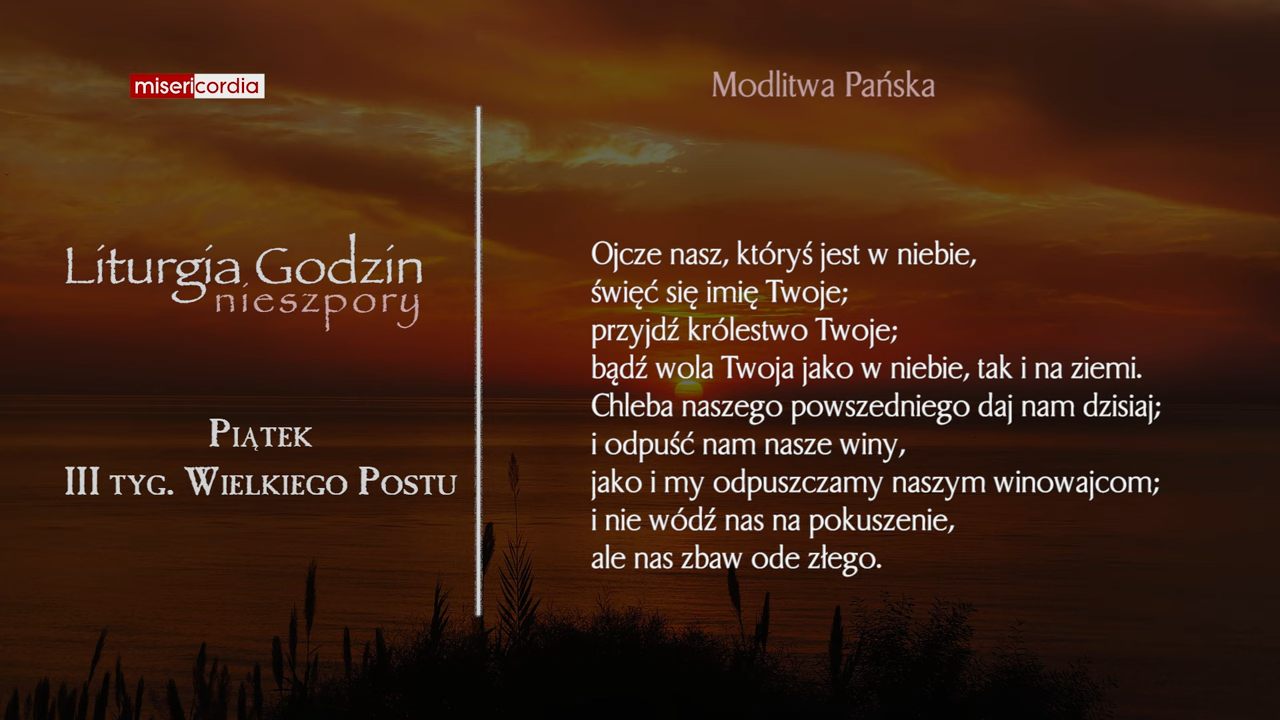 misericordia
Liturgia Godzin
nieszpory
Piątek
III tyg. Wielkiego Postu
Modlitwa Pańska
Ojcze nasz, któryś jest w niebie,
święć się imię Twoje;
przyjdź królestwo Twoje;
bądź wola Twoja jako w niebie, tak i na ziemi.
Chleba naszego powszedniego daj nam dzisiaj;
i odpuść nam nasze winy,
jako i my odpuszczamy naszym winowajcom;
i nie wódź nas na pokuszenie,
ale nas zbaw ode złego.